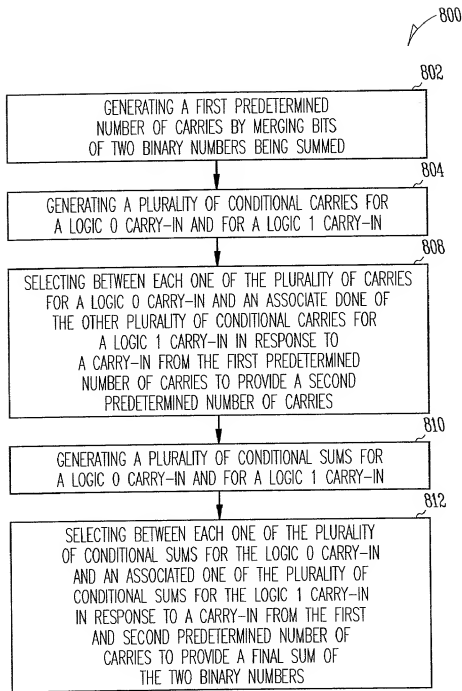 800
802
GENERATING A FIRST PREDETERMINED
NUMBER OF CARRIES BY MERGING BITS
OF TWO BINARY NUMBERS BEING SUMMED
804
GENERATING A PLURALITY OF CONDITIONAL CARRIES FOR
A LOGIC 0 CARRY-IN AND FOR A LOGIC 1 CARRY-IN
808
SELECTING BETWEEN EACH ONE OF THE PLURALITY OF CARRIES
FOR A LOGIC 0 CARRY-IN AND AN ASSOCIATE DONE OF
THE OTHER PLURALITY OF CONDITIONAL CARRIES FOR
A LOGIC 1 CARRY-IN IN RESPONSE TO
A CARRY-IN FROM THE FIRST PREDETERMINED
NUMBER OF CARRIES TO PROVIDE A SECOND
PREDETERMINED NUMBER OF CARRIES
810
GENERATING A PLURALITY OF CONDITIONAL SUMS FOR
A LOGIC 0 CARRY-IN AND FOR A LOGIC 1 CARRY-IN
812
SELECTING BETWEEN EACH ONE OF THE PLURALITY
OF CONDITIONAL SUMS FOR THE LOGIC 0 CARRY-IN
AND AN ASSOCIATED ONE OF THE PLURALITY OF
CONDITIONAL SUMS FOR THE LOGIC 1 CARRY-IN
IN RESPONSE TO A CARRY-IN FROM THE FIRST
AND SECOND PREDETERMINED NUMBER OF
CARRIES TO PROVIDE A FINAL SUM OF
THE TWO BINARY NUMBERS